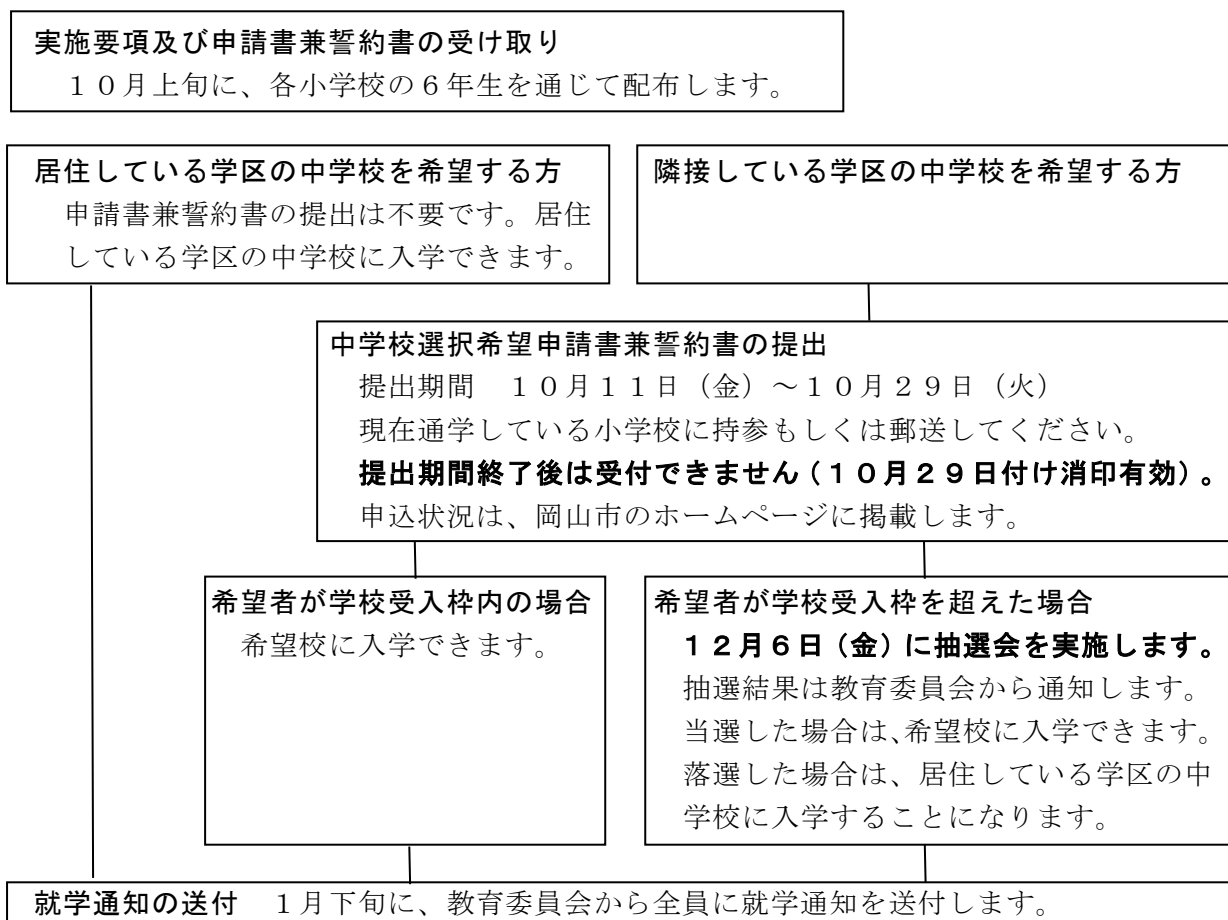 実施要項及び申請書兼誓約書の受け取り
１０月上旬に、各小学校の６年生を通じて配布します。
居住している学区の中学校を希望する方
申請書兼誓約書の提出は不要です。居住
している学区の中学校に入学できます。
隣接している学区の中学校を希望する方
中学校選択希望申請書兼誓約書の提出
提出期間　１０月１１日（金）～１０月２９日（火）
現在通学している小学校に持参もしくは郵送してください。
提出期間終了後は受付できません（１０月２９日付け消印有効）。
申込状況は、岡山市のホームページに掲載します。
希望者が学校受入枠内の場合
希望校に入学できます。
希望者が学校受入枠を超えた場合
１２月６日（金）に抽選会を実施します。
抽選結果は教育委員会から通知します。
当選した場合は、希望校に入学できます。
落選した場合は、居住している学区の中
学校に入学することになります。
就学通知の送付　１月下旬に、教育委員会から全員に就学通知を送付します。